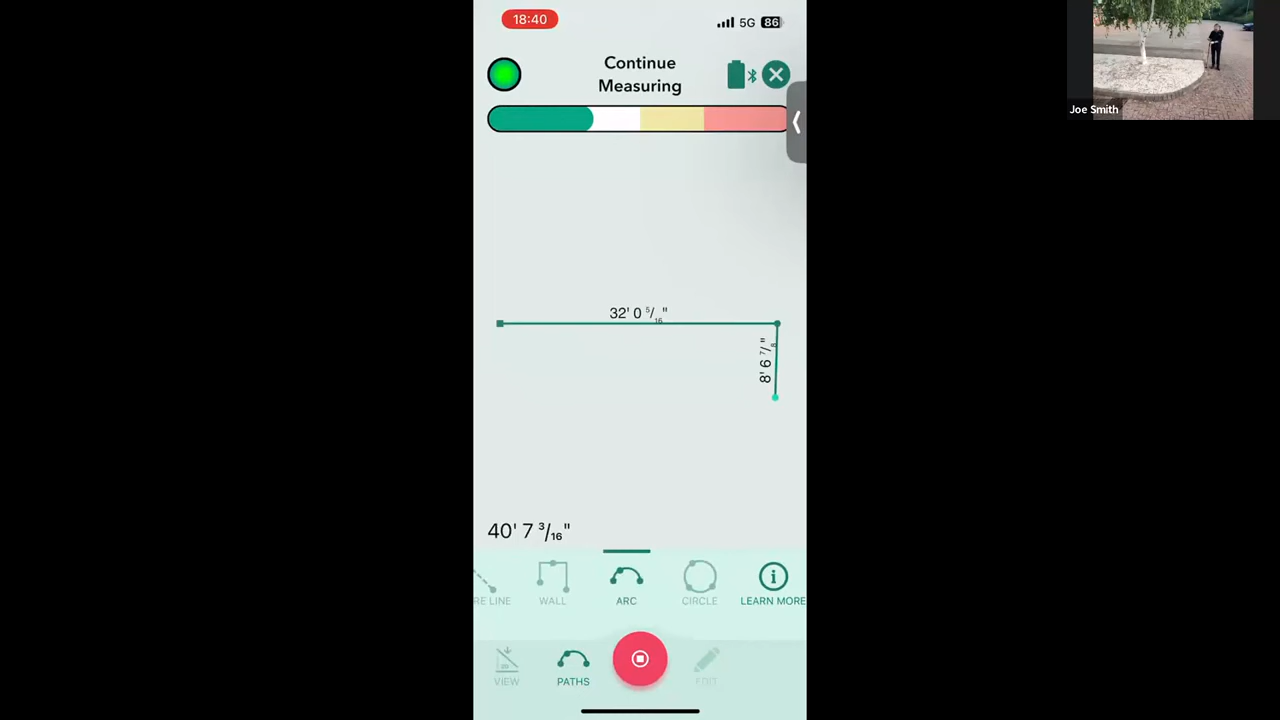 18:40
5G 86
Continue
Measuring
Joe Smith
32' 0 5/16"
8' 6 7/8"
40' 7 3/16"
RE LINE
WALL
ARC
CIRCLE
LEARN MORE
VIEW
PATHS
EDIT